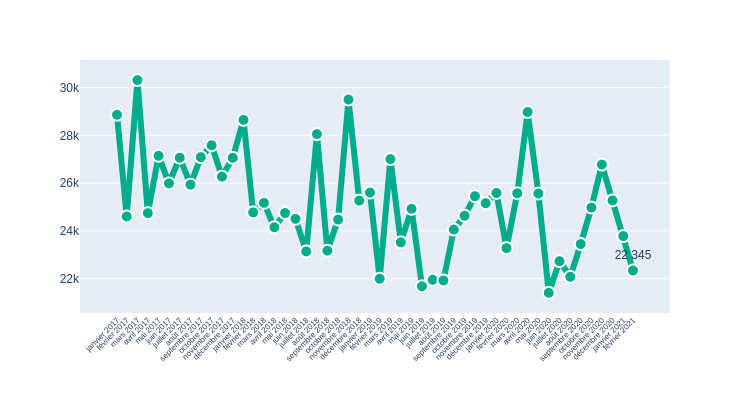 30k
28k
26k
24k
22k
22 345
janvier 2017
février 2017
mars 2017
avril 2017
mai 2017
juin 2017
juillet 2017
août 2017
septembre 2017
octobre 2017
novembre 2017
décembre 2017
janvier 2018
février 2018
mars 2018
avril 2018
mai 2018
juin 2018
juillet 2018
août 2018
septembre 2018
octobre 2018
novembre 2018
décembre 2018
janvier 2019
février 2019
mars 2019
avril 2019
mai 2019
juin 2019
juillet 2019
août 2019
septembre 2019
octobre 2019
novembre 2019
décembre 2019
janvier 2020
février 2020
mars 2020
avril 2020
mai 2020
juin 2020
juillet 2020
août 2020
septembre 2020
octobre 2020
novembre 2020
décembre 2020
janvier 2021
février 2021